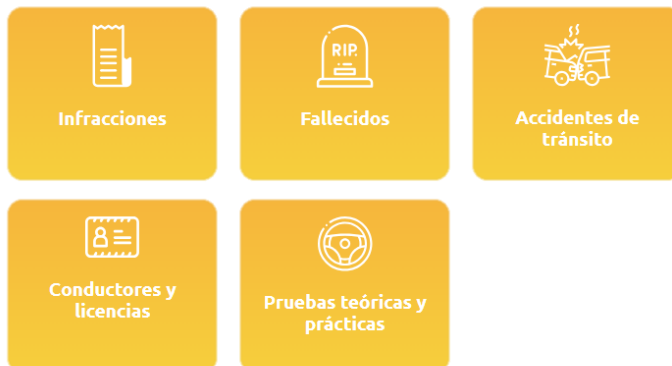 RIP.
Infracciones
Fallecidos
Accidentes de
tránsito
Conductores y
licencias
Pruebas teóricas y
prácticas